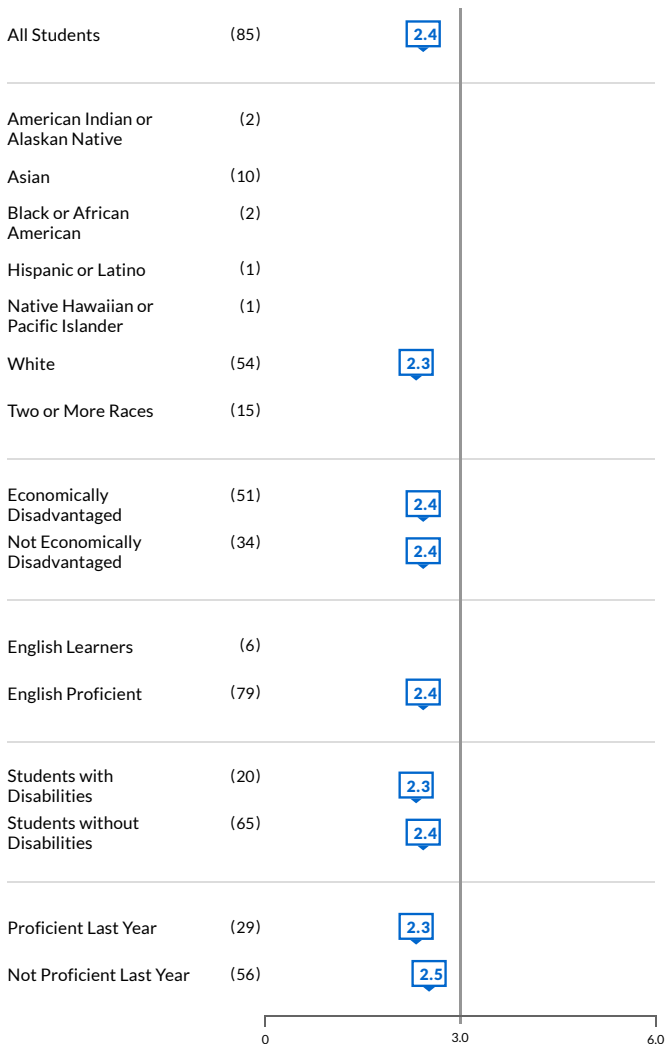 All Students (85) 2.4
American Indian or (2)
Alaskan Native
Asian (10)
Black or African (2)
American
Hispanic or Latino (1)
Native Hawaiian or (1)
Pacific Islander
White (54) 2.3
Two or More Races (15)
Economically (51) 2.4
Disadvantaged
Not Economically (34) 2.4
Disadvantaged
English Learners (6)
English Proficient (79) 2.4
Students with (20) 2.3
Disabilities
Students without (65) 2.4
Disabilities
Proficient Last Year (29) 2.3
Not Proficient Last Year (56) 2.5
0 3.0 6.0